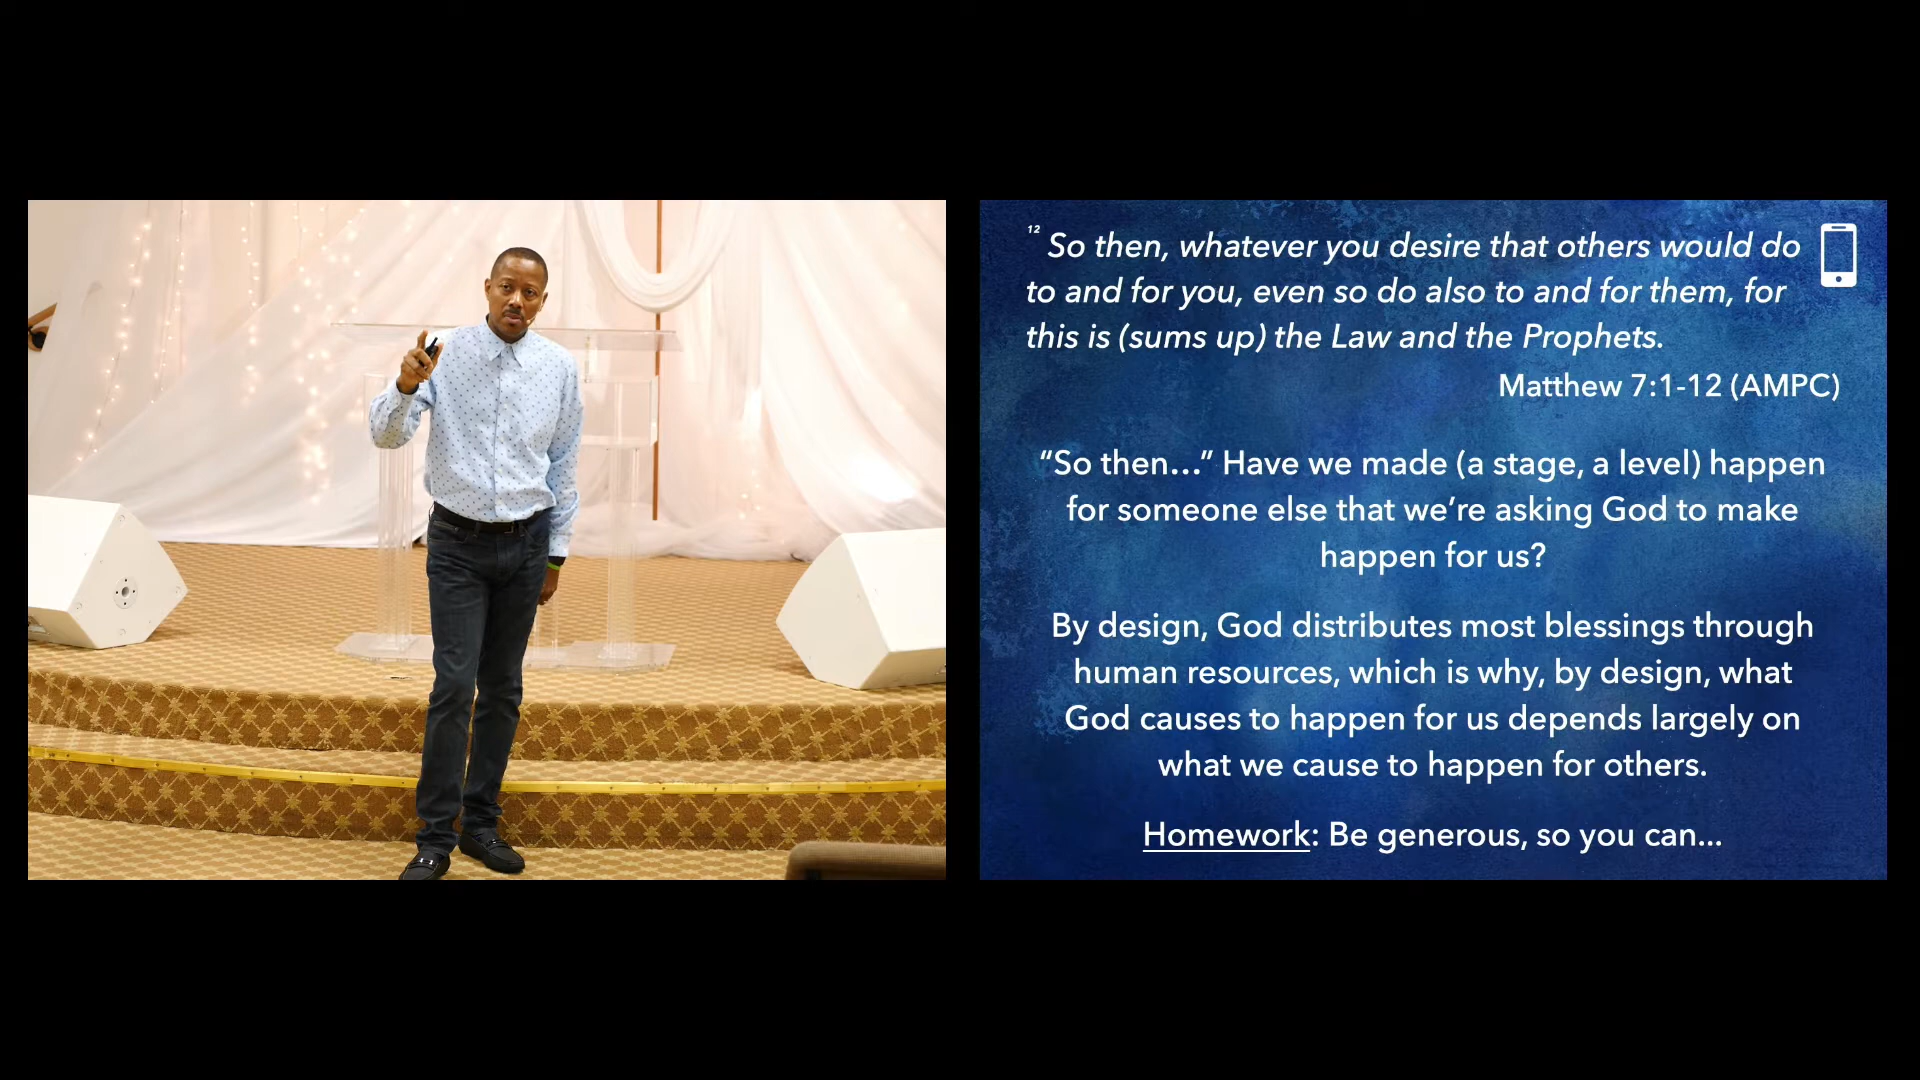 12 So then, whatever you desire that others would do
to and for you, even so do also to and for them, for
this is (sums up) the Law and the Prophets.
Matthew 7:1-12 (AMPC)
“So then…” Have we made (a stage, a level) happen
for someone else that we’re asking God to make
happen for us?
By design, God distributes most blessings through
human resources, which is why, by design, what
God causes to happen for us depends largely on
what we cause to happen for others.
Homework: Be generous, so you can...